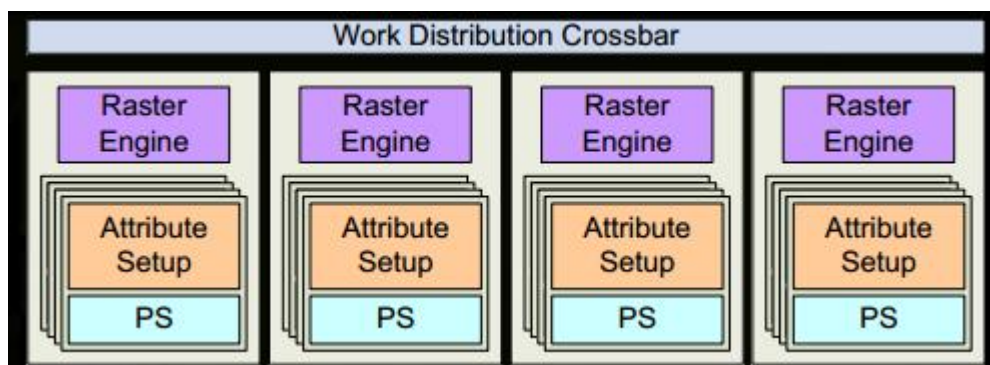 Work Distribution Crossbar
Raster
Engine
Raster
Engine
Raster
Engine
Raster
Engine
Attribute
Setup
Attribute
Setup
Attribute
Setup
Attribute
Setup
PS
PS
PS
PS